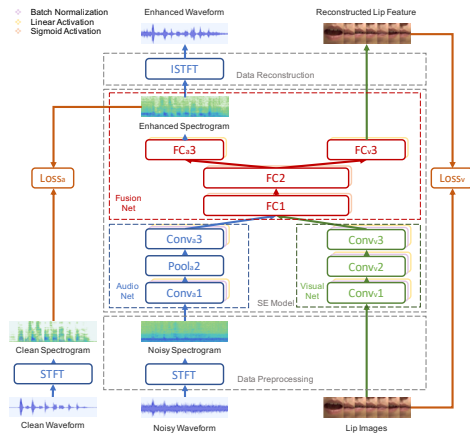 Batch Normalization
Linear Activation
Sigmoid Activation
Enhanced Waveform
Reconstructed Lip Feature
ISTFT
Data Reconstruction
Enhanced Spectrogram
FCa3
FCv3
Lossa
Lossv
FC2
Fusion
Net
FC1
Conva3
Convv3
Poola2
Convv2
Audio
Net
Conva1
Visual
Net
Convv1
SE Model
Clean Spectrogram
Noisy Spectrogram
STFT
STFT
Data Preprocessing
Clean Waveform
Noisy Waveform
Lip Images